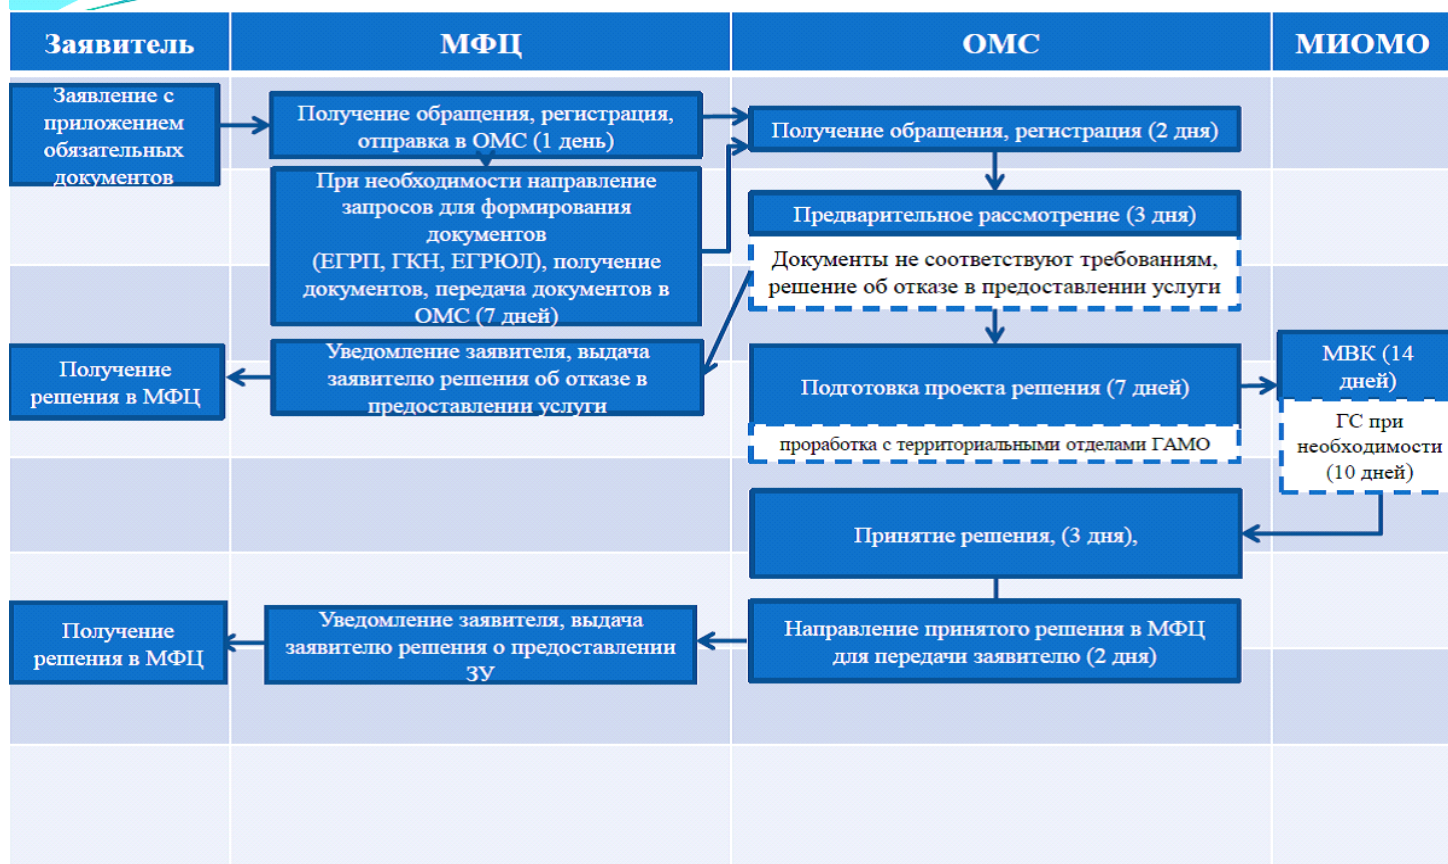 Заявитель
МФЦ
ОМС
МИОМО
Заявление с
приложением
обязательных
документов
Получение обращения, регистрация,
отправка в ОМС (1 день)
Получение обращения, регистрация (2 дня)
При необходимости направление
запросов для формирования
документов
(ЕГРП, ГКН, ЕГРЮЛ), получение
документов, передача документов в
ОМС (7 дней)
Предварительное рассмотрение (3 дня)
Документы не соответствуют требованиям,
решение об отказе в предоставлении услуги
Получение
решения в МФЦ
Уведомление заявителя, выдача
заявителю решения об отказе в
предоставлении услуги
Подготовка проекта решения (7 дней)
проработка с территориальными отделами ГАМО
МВК (14
дней)
ГС при
необходимости
(10 дней)
Принятие решения, (3 дня),
Получение
решения в МФЦ
Уведомление заявителя, выдача
заявителю решения о предоставлении
ЗУ
Направление принятого решения в МФЦ
для передачи заявителю (2 дня)